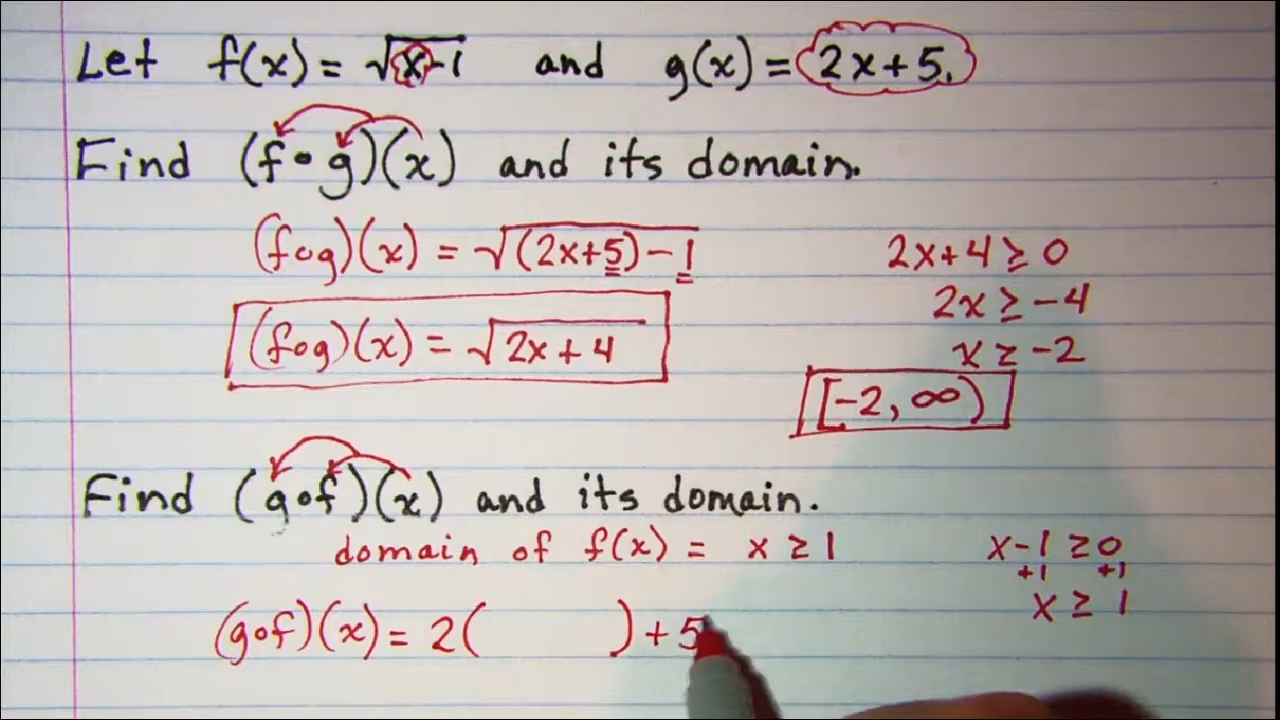 Let f(x) = √x-1 and g(x) = 2x+5.
Find (f∘g)(x) and its domain.
(f∘g)(x) = √(2x+5)-1
2x+4 ≥ 0
2x ≥ -4
(f∘g)(x) = √2x+4
x ≥ -2
[-2, ∞)
Find (g∘f)(x) and its domain.
domain of f(x) = x ≥ 1
x-1 ≥ 0
+1 +1
x ≥ 1
(g∘f)(x) = 2( ) + 5